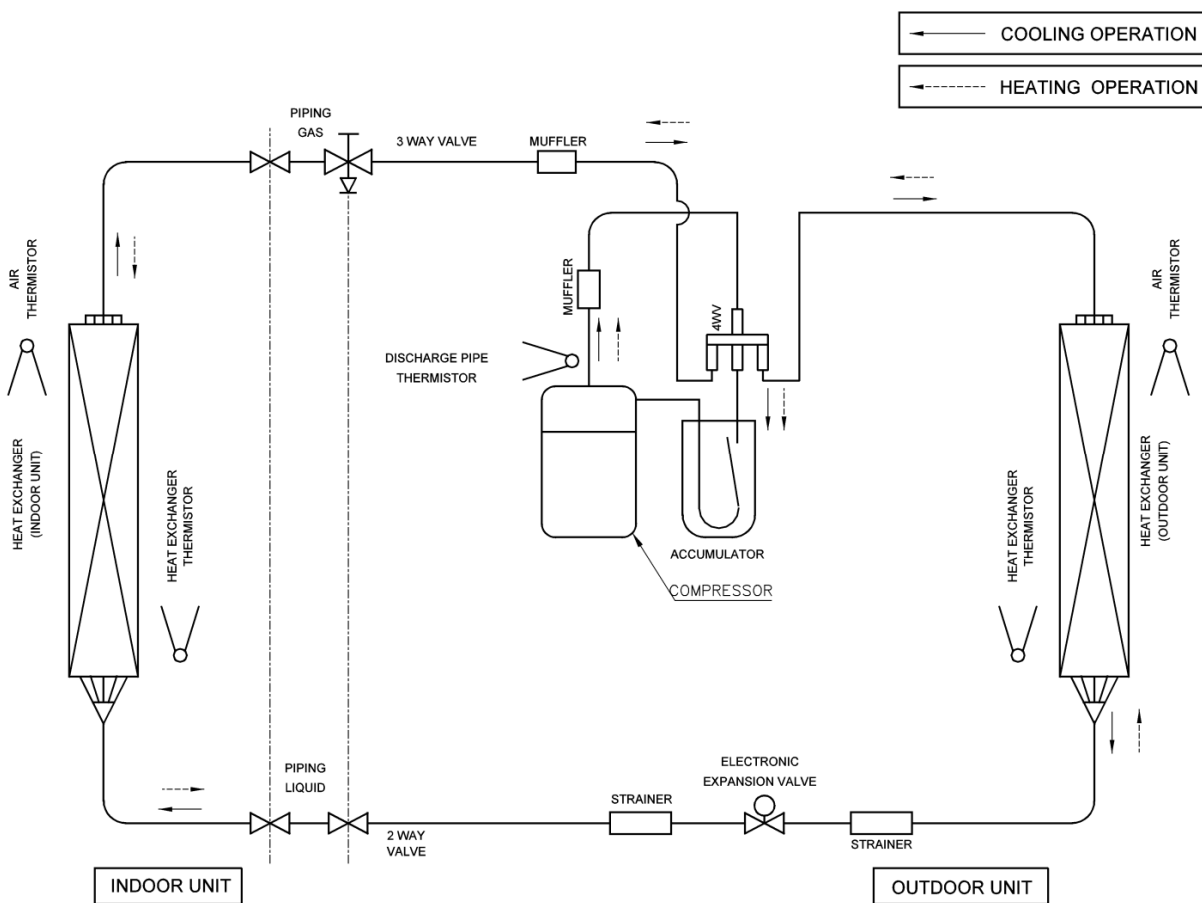 COOLING OPERATION
HEATING OPERATION
PIPING
GAS
3 WAY VALVE
MUFFLER
AIR
THERMISTOR
MUFFLER
4WV
AIR
THERMISTOR
DISCHARGE PIPE
THERMISTOR
HEAT EXCHANGER
(INDOOR UNIT)
HEAT EXCHANGER
THERMISTOR
ACCUMULATOR
COMPRESSOR
HEAT EXCHANGER
THERMISTOR
HEAT EXCHANGER
(OUTDOOR UNIT)
PIPING
LIQUID
2 WAY
VALVE
STRAINER
ELECTRONIC
EXPANSION VALVE
STRAINER
INDOOR UNIT
OUTDOOR UNIT